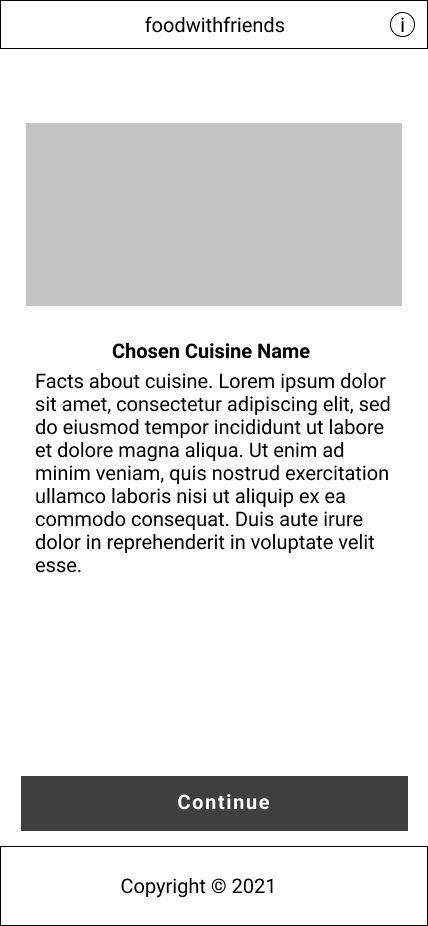 foodwithfriends
i
Chosen Cuisine Name
Facts about cuisine. Lorem ipsum dolor
sit amet, consectetur adipiscing elit, sed
do eiusmod tempor incididunt ut labore
et dolore magna aliqua. Ut enim ad
minim veniam, quis nostrud exercitation
ullamco laboris nisi ut aliquip ex ea
commodo consequat. Duis aute irure
dolor in reprehenderit in voluptate velit
esse.
Continue
Copyright © 2021